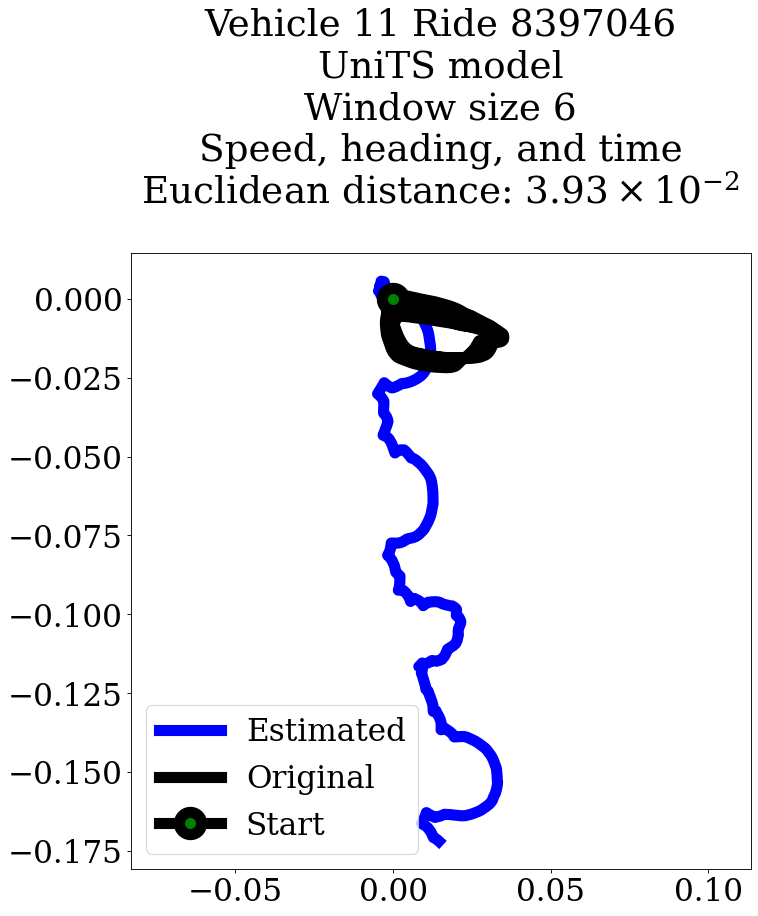 Vehicle 11 Ride 8397046
UniTS model
Window size 6
Speed, heading, and time
Euclidean distance: 3.93 × 10⁻²
0.000
−0.025
−0.050
−0.075
−0.100
−0.125
−0.150
−0.175
Estimated
Original
Start
−0.05 0.00 0.05 0.10